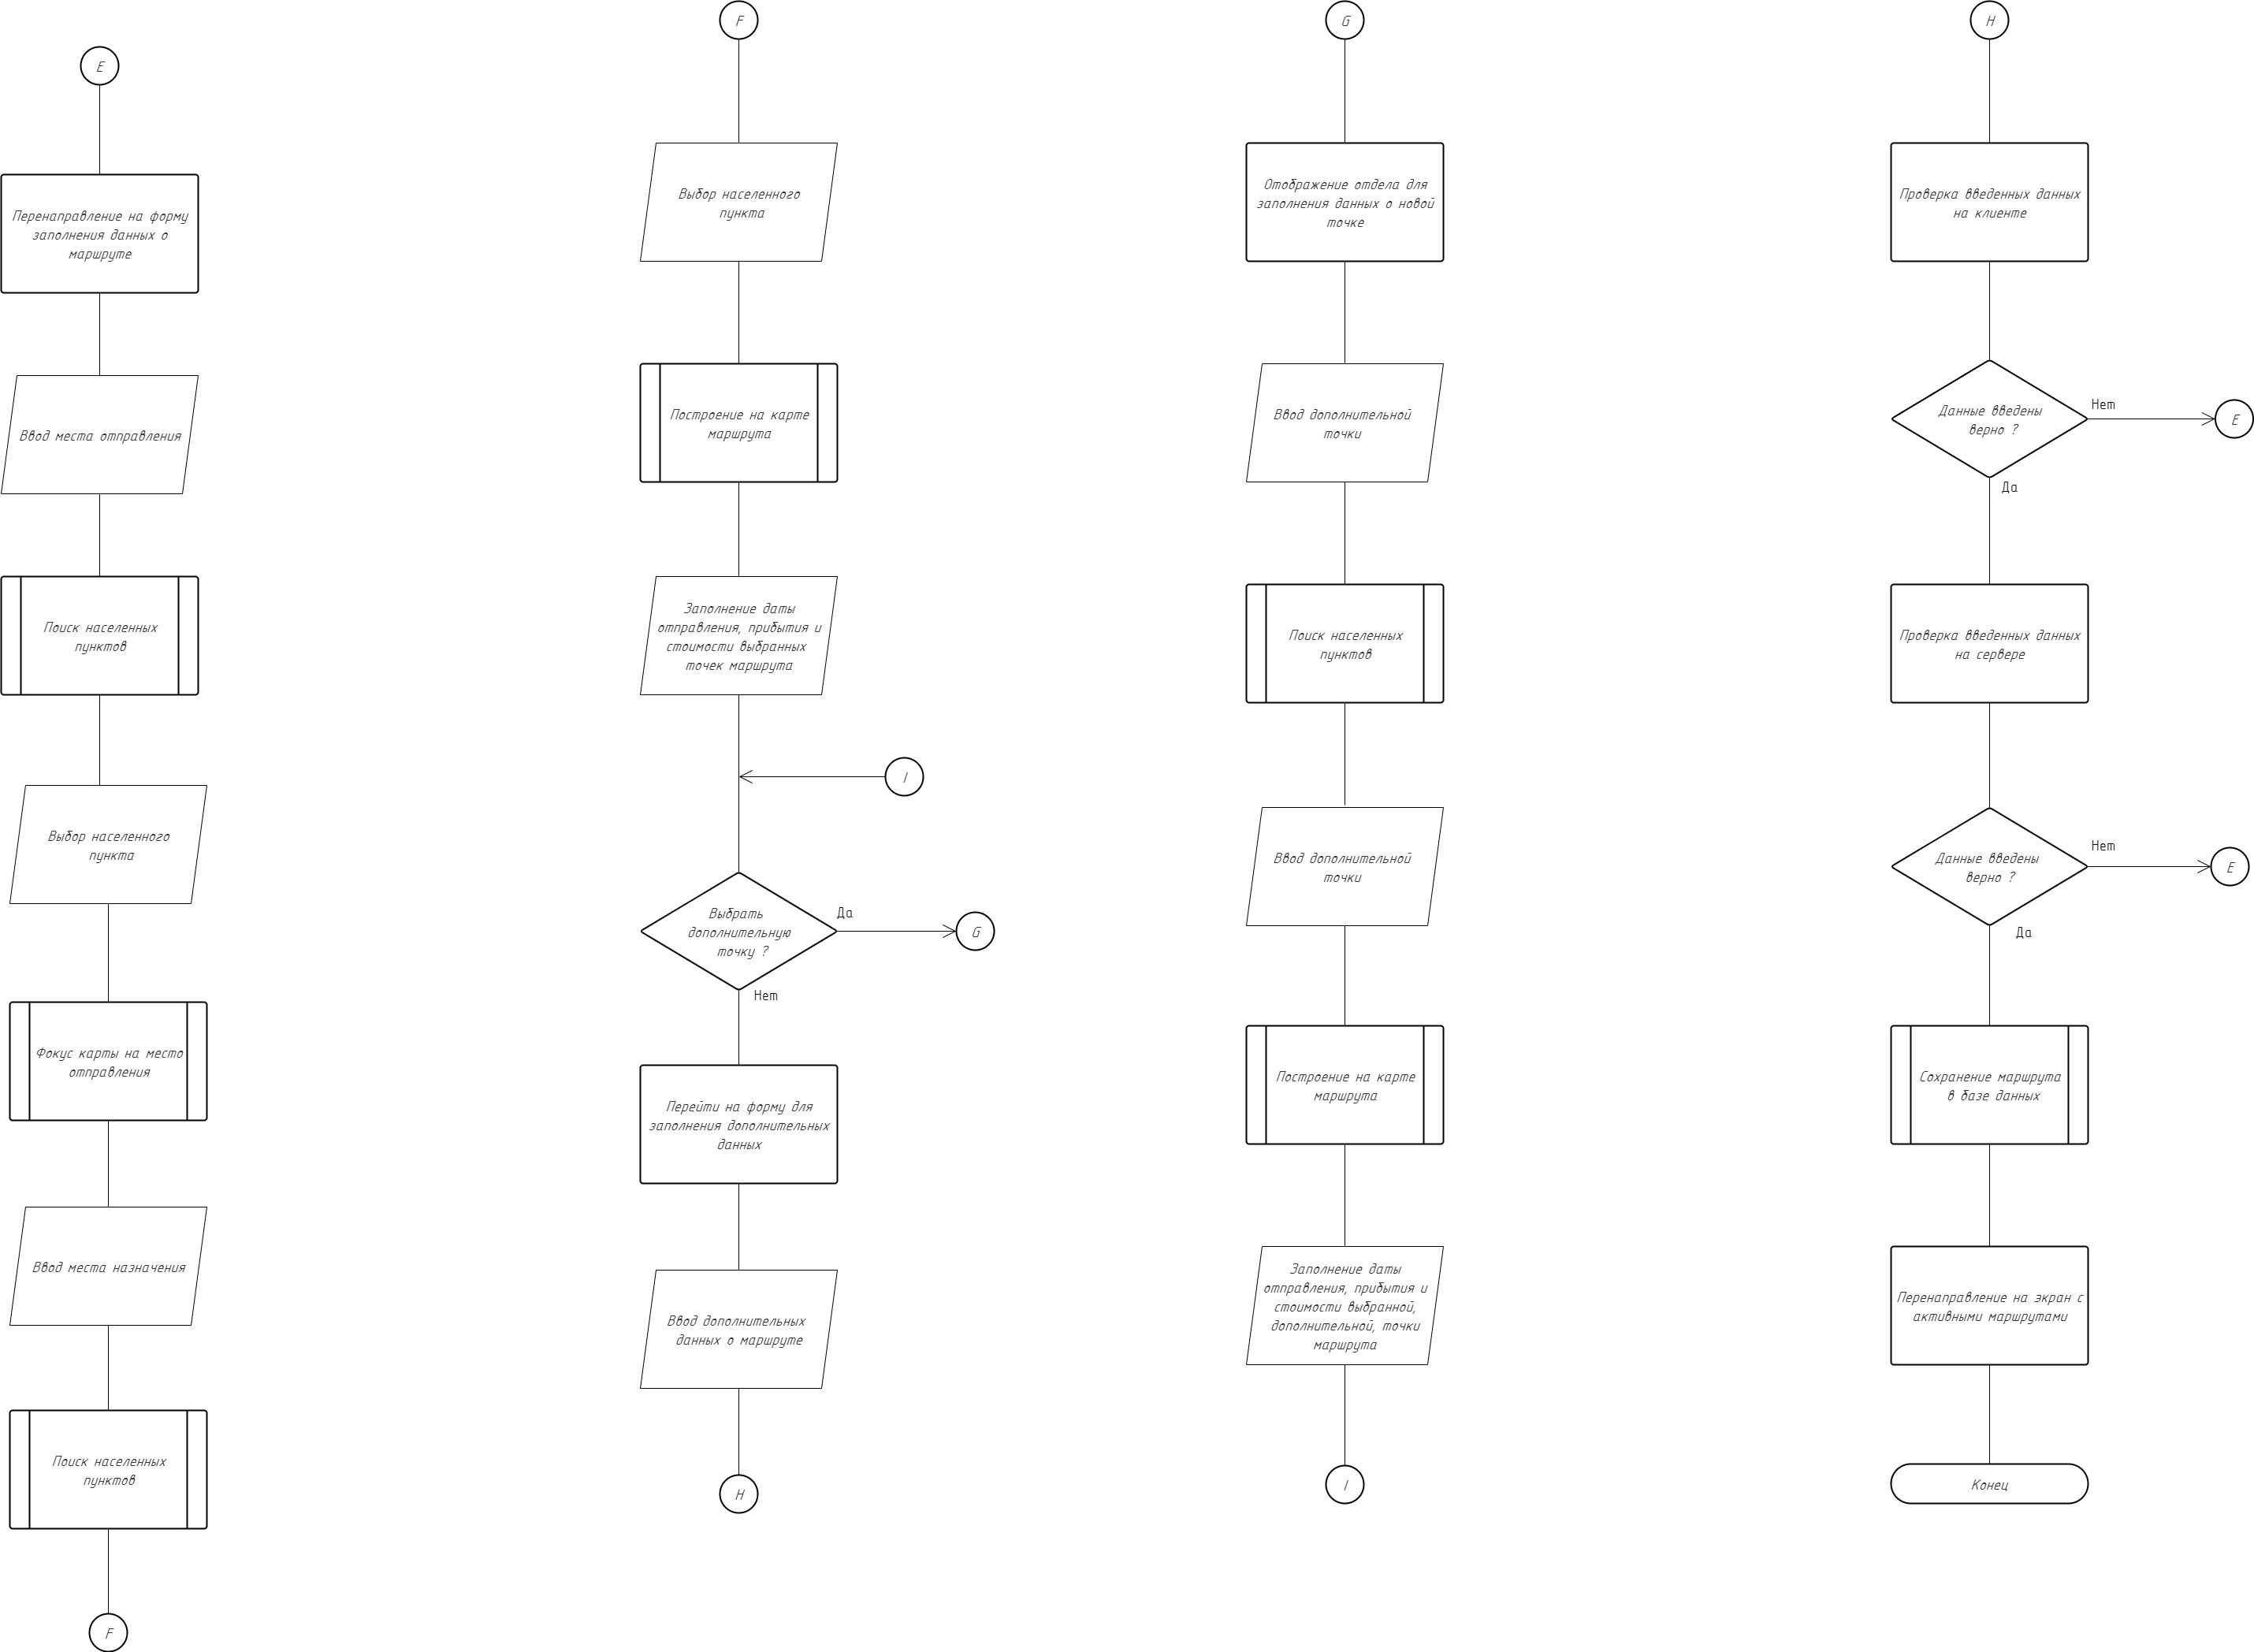 E
Перенаправление на форму
заполнения данных о
маршруте
Ввод места отправления
Поиск населенных
пунктов
Выбор населенного
пункта
Фокус карты на место
отправления
Ввод места назначения
Поиск населенных
пунктов
F
F
Выбор населенного
пункта
Построение на карте
маршрута
Заполнение даты
отправления, прибытия и
стоимости выбранных
точек маршрута
I
Выбрать
дополнительную
точку ?
Да
G
Нет
Перейти на форму для
заполнения дополнительных
данных
Ввод дополнительных
данных о маршруте
H
G
Отображение отдела для
заполнения данных о новой
точке
Ввод дополнительной
точки
Поиск населенных
пунктов
Ввод дополнительной
точки
Построение на карте
маршрута
Заполнение даты
отправления, прибытия и
стоимости выбранной,
дополнительной, точки
маршрута
I
H
Проверка введенных данных
на клиенте
Данные введены
верно ?
Нет
E
Да
Проверка введенных данных
на сервере
Данные введены
верно ?
Нет
E
Да
Сохранение маршрута
в базе данных
Перенаправление на экран с
активными маршрутами
Конец